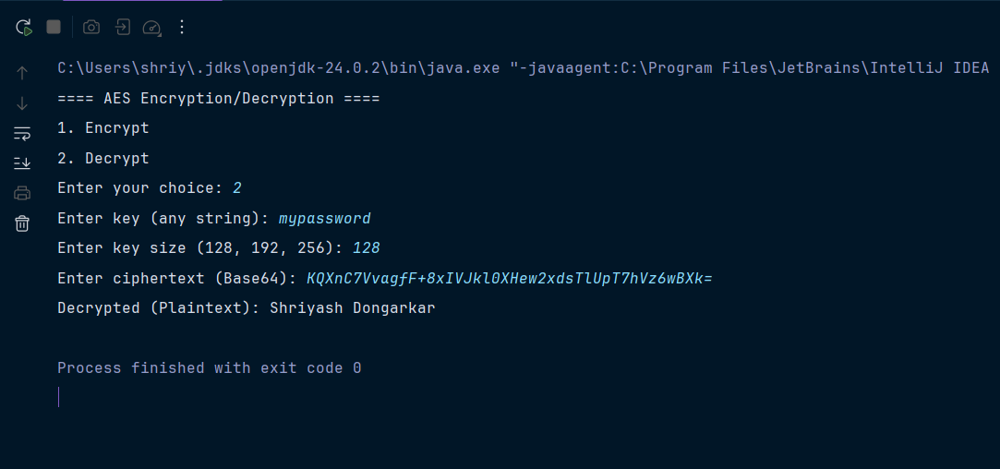 C:\Users\shriy\.jdks\openjdk-24.0.2\bin\java.exe "-javaagent:C:\Program Files\JetBrains\IntelliJ IDEA
==== AES Encryption/Decryption ====
1. Encrypt
2. Decrypt
Enter your choice: 2
Enter key (any string): mypassword
Enter key size (128, 192, 256): 128
Enter ciphertext (Base64): KQXnC7VvagfF+8xIVJkl0XHew2xdsTlUpT7hVz6wBXk=
Decrypted (Plaintext): Shriyash Dongarkar
Process finished with exit code 0